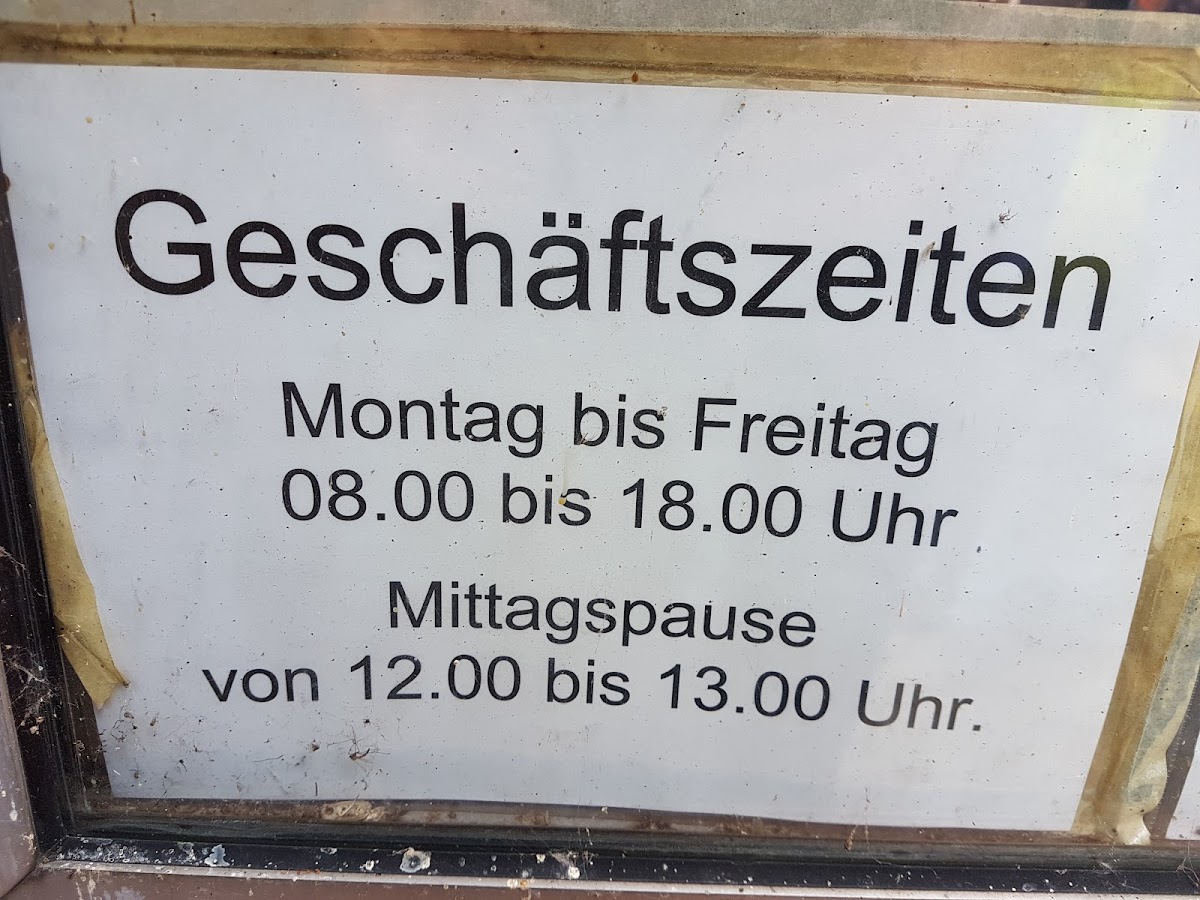 Geschäftszeiten
Montag bis Freitag
08.00 bis 18.00 Uhr
Mittagspause
von 12.00 bis 13.00 Uhr.